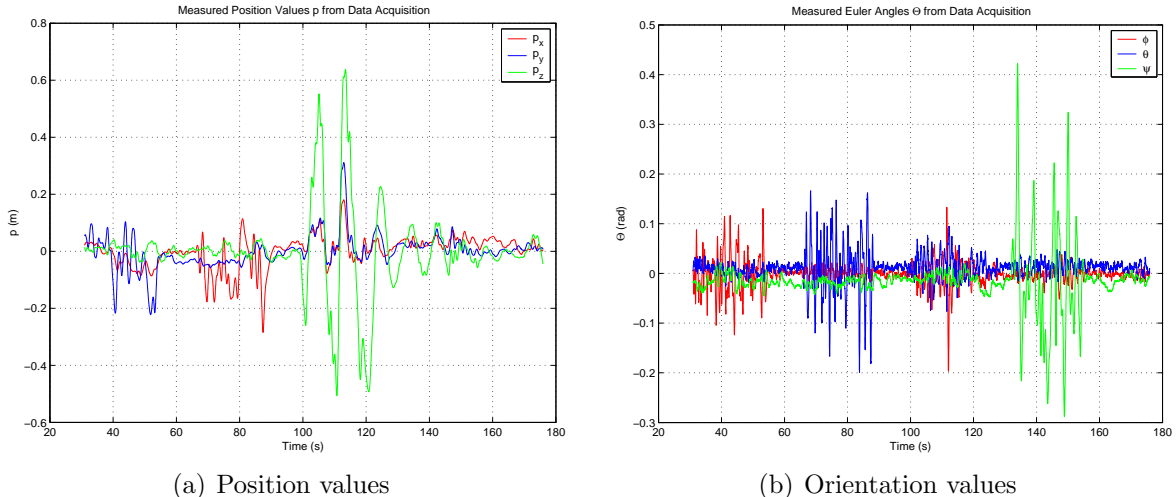 Measured Position Values p from Data Acquisition
0.8
0.6
0.4
0.2
0
−0.2
−0.4
−0.6
p (m)
p_x
p_y
p_z
20 40 60 80 100 120 140 160 180
Time (s)
(a) Position values
Measured Euler Angles Θ from Data Acquisition
0.5
0.4
0.3
0.2
0.1
0
−0.1
−0.2
−0.3
Θ (rad)
ϕ
θ
ψ
20 40 60 80 100 120 140 160 180
Time (s)
(b) Orientation values